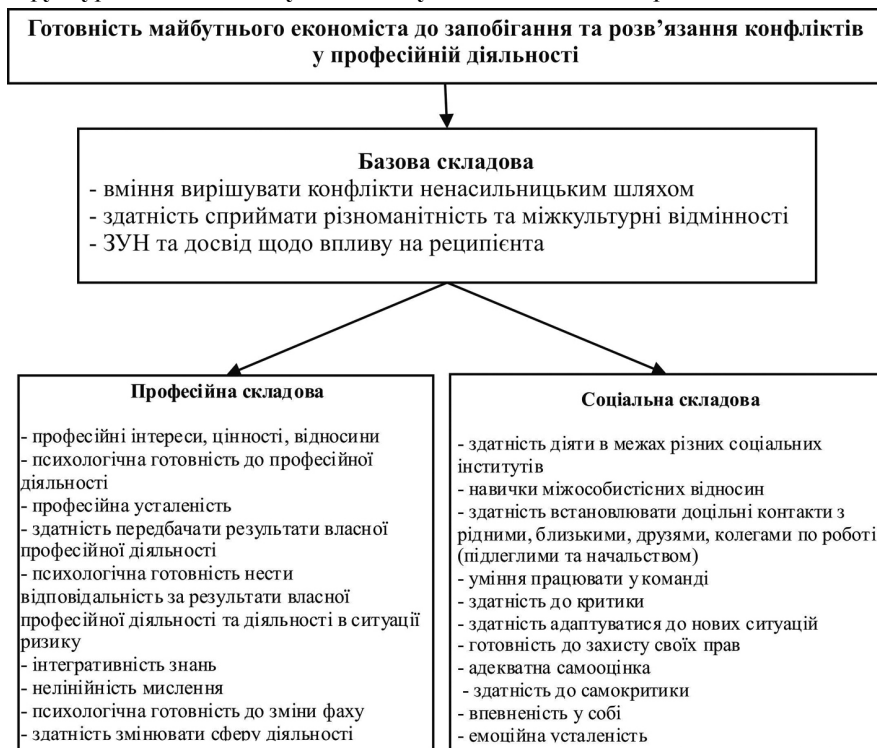 Готовність майбутнього економіста до запобігання та розв’язання конфліктів
у професійній діяльності
Базова складова
- вміння вирішувати конфлікти ненасильницьким шляхом
- здатність сприймати різноманітність та міжкультурні відмінності
- ЗУН та досвід щодо впливу на реципієнта
Професійна складова
- професійні інтереси, цінності, відносини
- психологічна готовність до професійної
діяльності
- професійна усталеність
- здатність передбачати результати власної
професійної діяльності
- психологічна готовність нести
відповідальність за результати власної
професійної діяльності та діяльності в ситуації
ризику
- інтегративність знань
- нелінійність мислення
- психологічна готовність до зміни фаху
- здатність змінювати сферу діяльності
Соціальна складова
- здатність діяти в межах різних соціальних
інститутів
- навички міжособистісних відносин
- здатність встановлювати доцільні контакти з
рідними, близькими, друзями, колегами по роботі
(підлеглими та начальством)
- уміння працювати у команді
- здатність до критики
- здатність адаптуватися до нових ситуацій
- готовність до захисту своїх прав
- адекватна самооцінка
- здатність до самокритики
- впевненість у собі
- емоційна усталеність